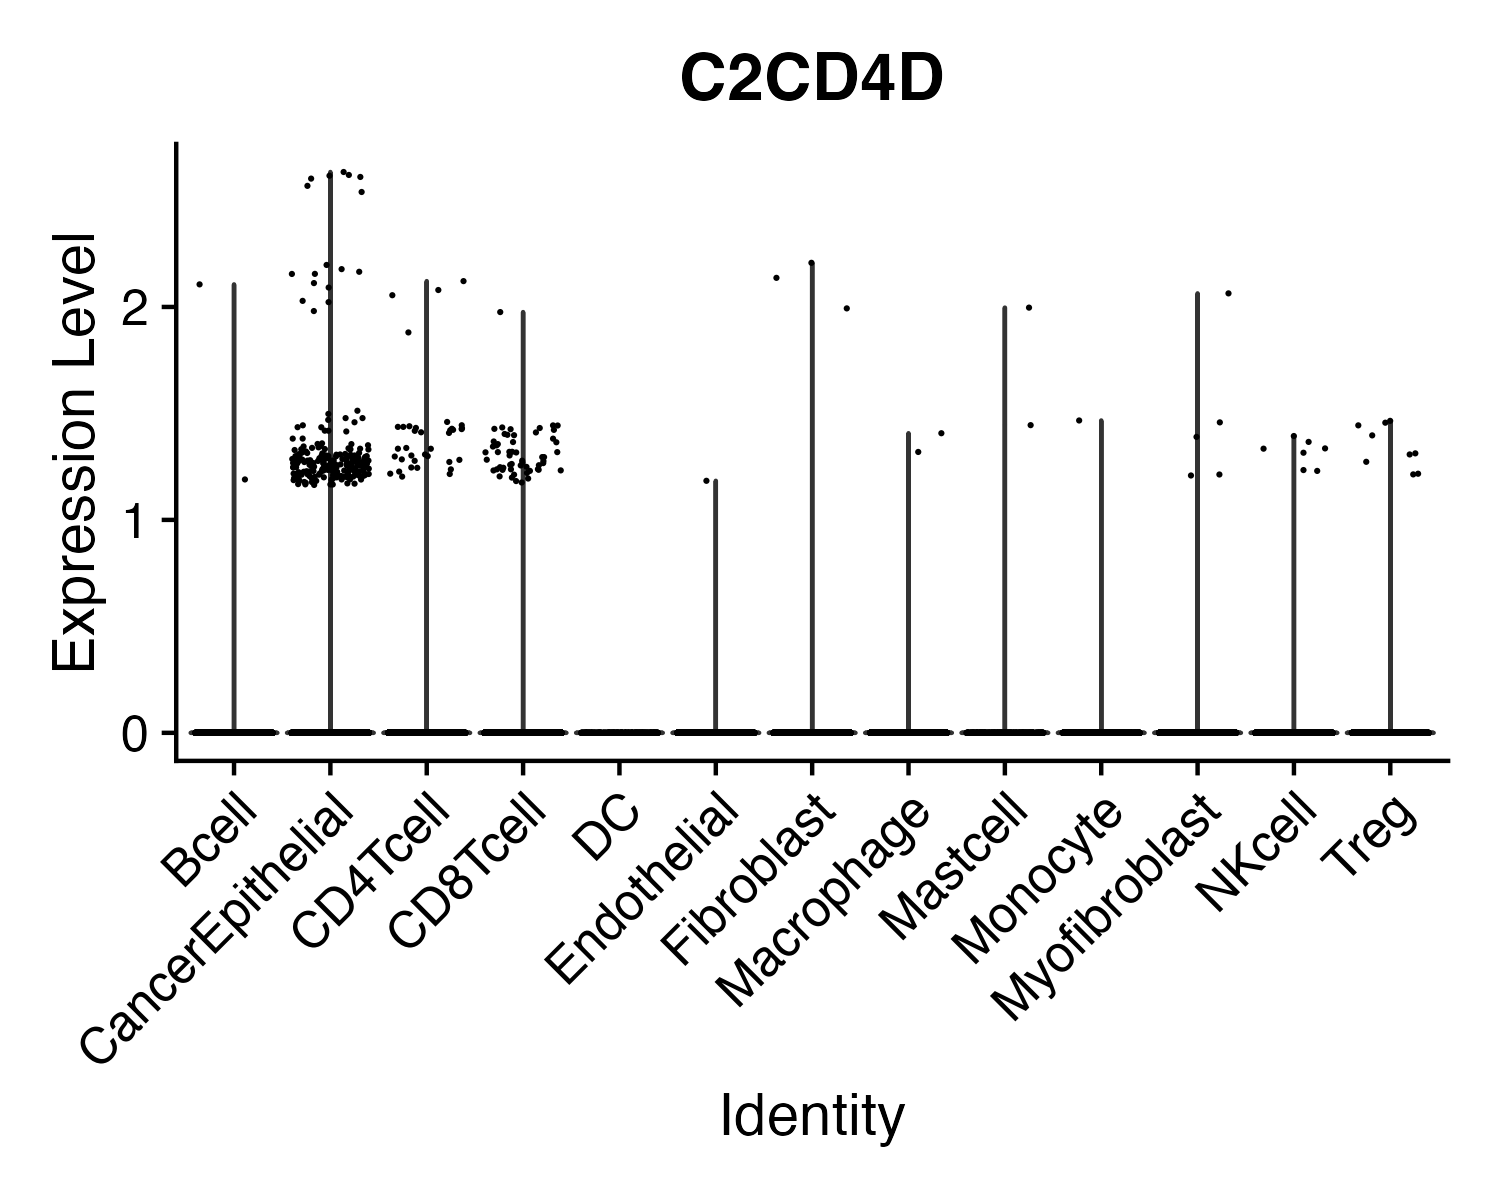 C2CD4D
Expression Level
2
1
0
Bcell
CancerEpithelial
CD4Tcell
CD8Tcell
DC
Endothelial
Fibroblast
Macrophage
Mastcell
Monocyte
Myofibroblast
NKcell
Treg
Identity